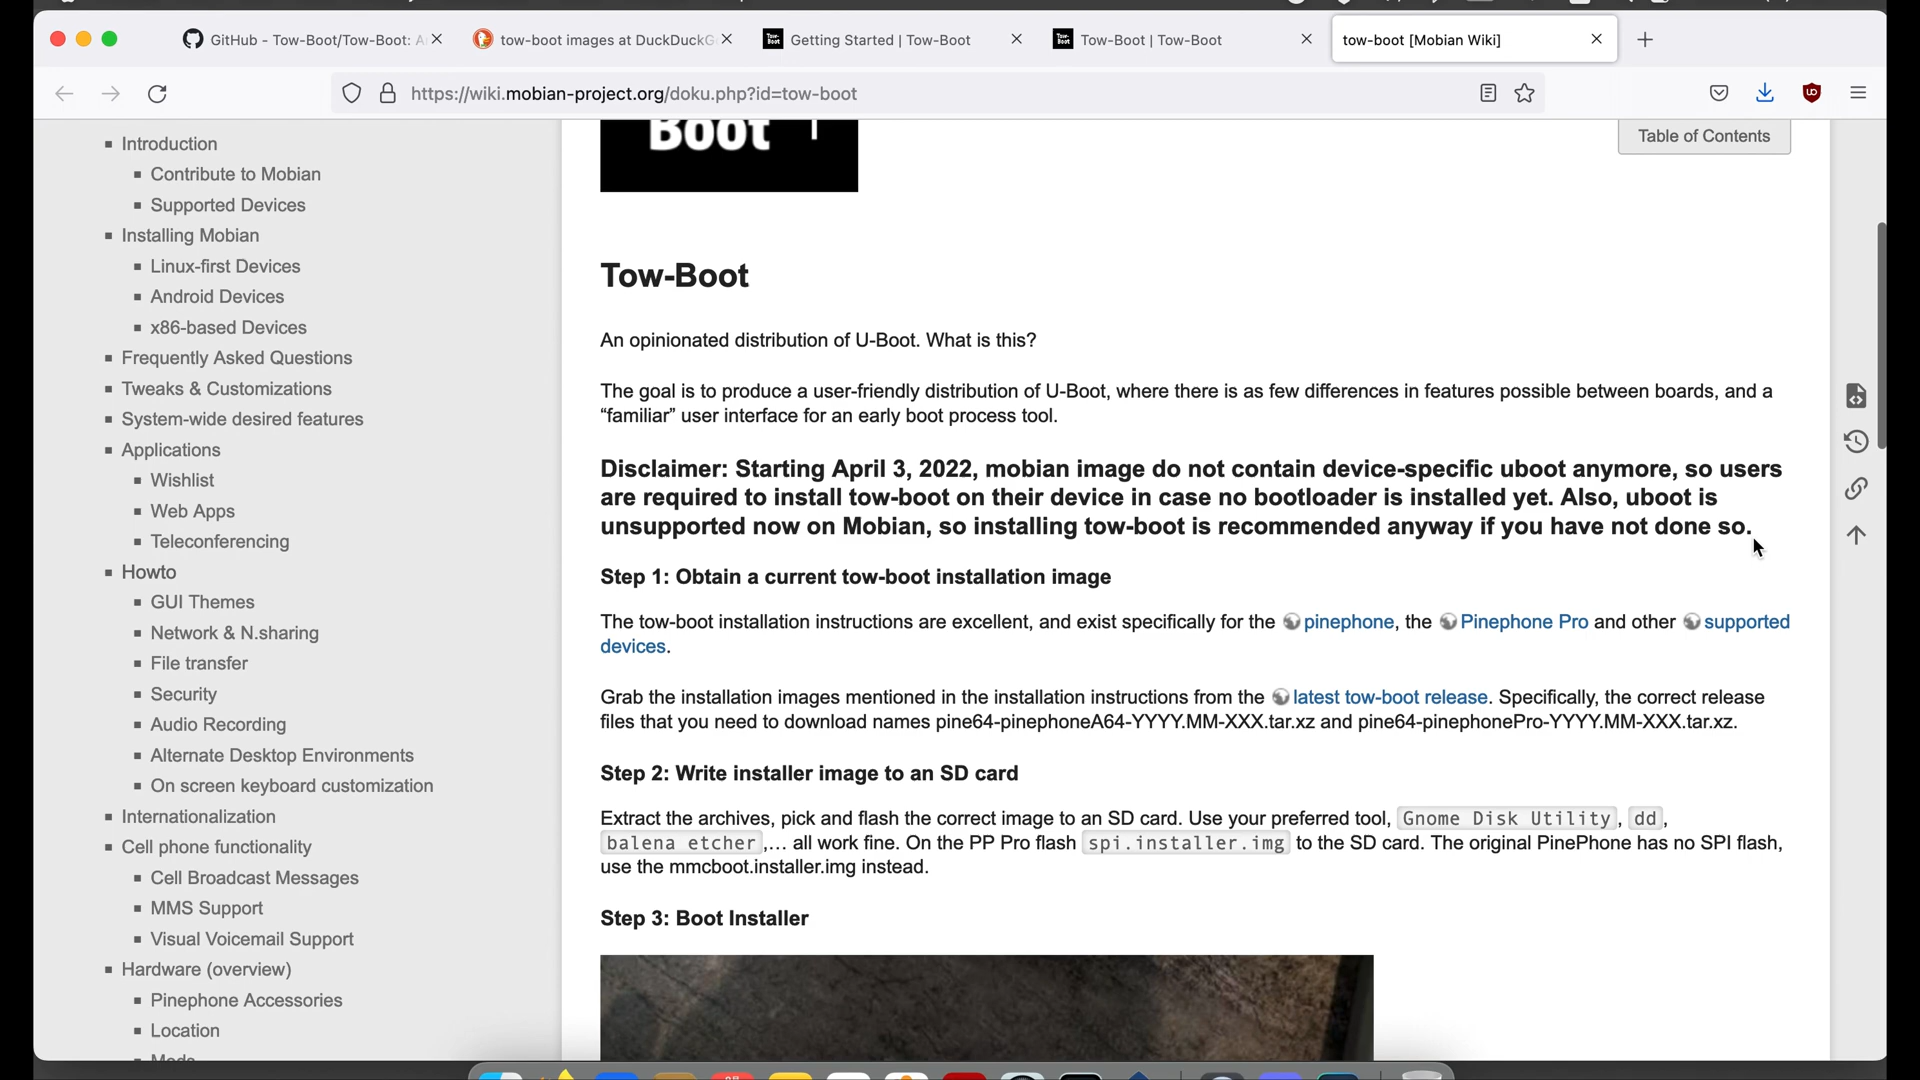 GitHub - Tow-Boot/Tow-Boot:
tow-boot images at DuckDuckG
Getting Started | Tow-Boot
Tow-Boot | Tow-Boot
tow-boot [Mobian Wiki]
https://wiki.mobian-project.org/doku.php?id=tow-boot
Introduction
Contribute to Mobian
Supported Devices
Installing Mobian
Linux-first Devices
Android Devices
x86-based Devices
Frequently Asked Questions
Tweaks & Customizations
System-wide desired features
Applications
Wishlist
Web Apps
Teleconferencing
Howto
GUI Themes
Network & N.sharing
File transfer
Security
Audio Recording
Alternate Desktop Environments
On screen keyboard customization
Internationalization
Cell phone functionality
Cell Broadcast Messages
MMS Support
Visual Voicemail Support
Hardware (overview)
Pinephone Accessories
Location
Mods
Boot
Table of Contents
Tow-Boot
An opinionated distribution of U-Boot. What is this?
The goal is to produce a user-friendly distribution of U-Boot, where there is as few differences in features possible between boards, and a
“familiar” user interface for an early boot process tool.
Disclaimer: Starting April 3, 2022, mobian image do not contain device-specific uboot anymore, so users
are required to install tow-boot on their device in case no bootloader is installed yet. Also, uboot is
unsupported now on Mobian, so installing tow-boot is recommended anyway if you have not done so.
Step 1: Obtain a current tow-boot installation image
The tow-boot installation instructions are excellent, and exist specifically for the pinephone, the Pinephone Pro and other supported
devices.
Grab the installation images mentioned in the installation instructions from the latest tow-boot release. Specifically, the correct release
files that you need to download names pine64-pinephoneA64-YYYY.MM-XXX.tar.xz and pine64-pinephonePro-YYYY.MM-XXX.tar.xz.
Step 2: Write installer image to an SD card
Extract the archives, pick and flash the correct image to an SD card. Use your preferred tool, Gnome Disk Utility, dd,
balena etcher,… all work fine. On the PP Pro flash spi.installer.img to the SD card. The original PinePhone has no SPI flash,
use the mmcboot.installer.img instead.
Step 3: Boot Installer